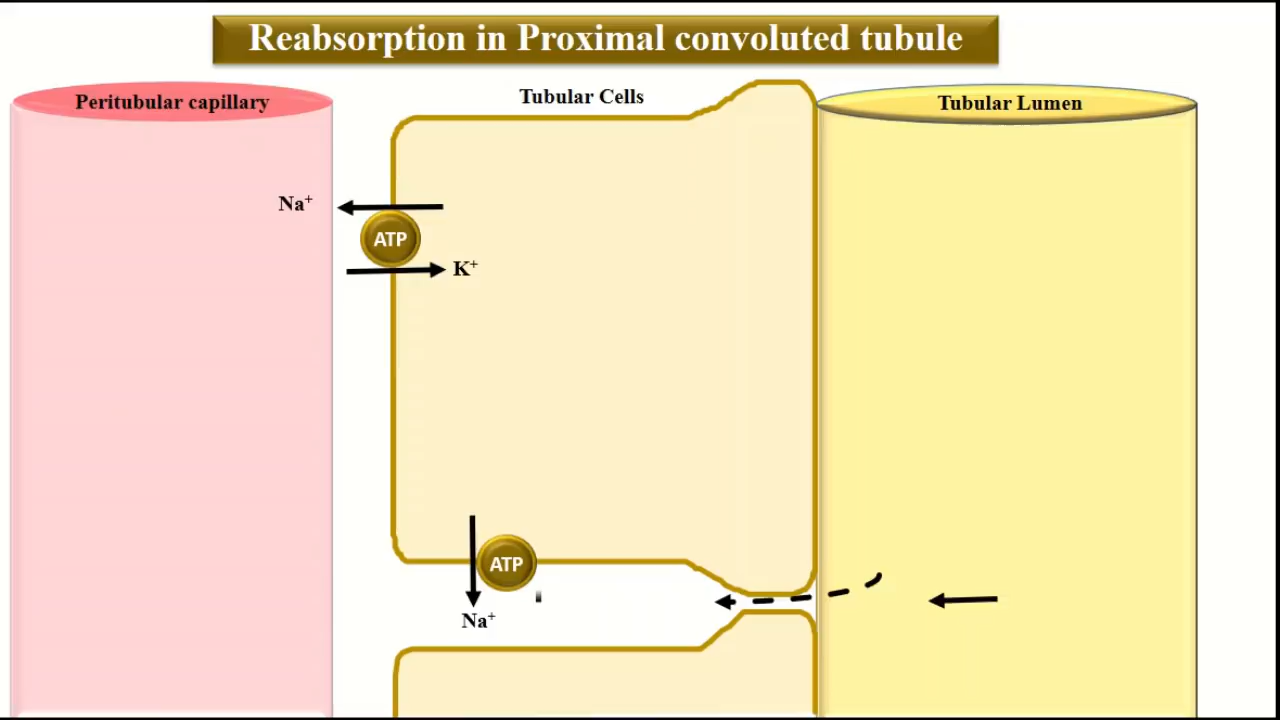 Reabsorption in Proximal convoluted tubule
Peritubular capillary
Tubular Cells
Tubular Lumen
Na⁺
ATP
K⁺
ATP
Na⁺